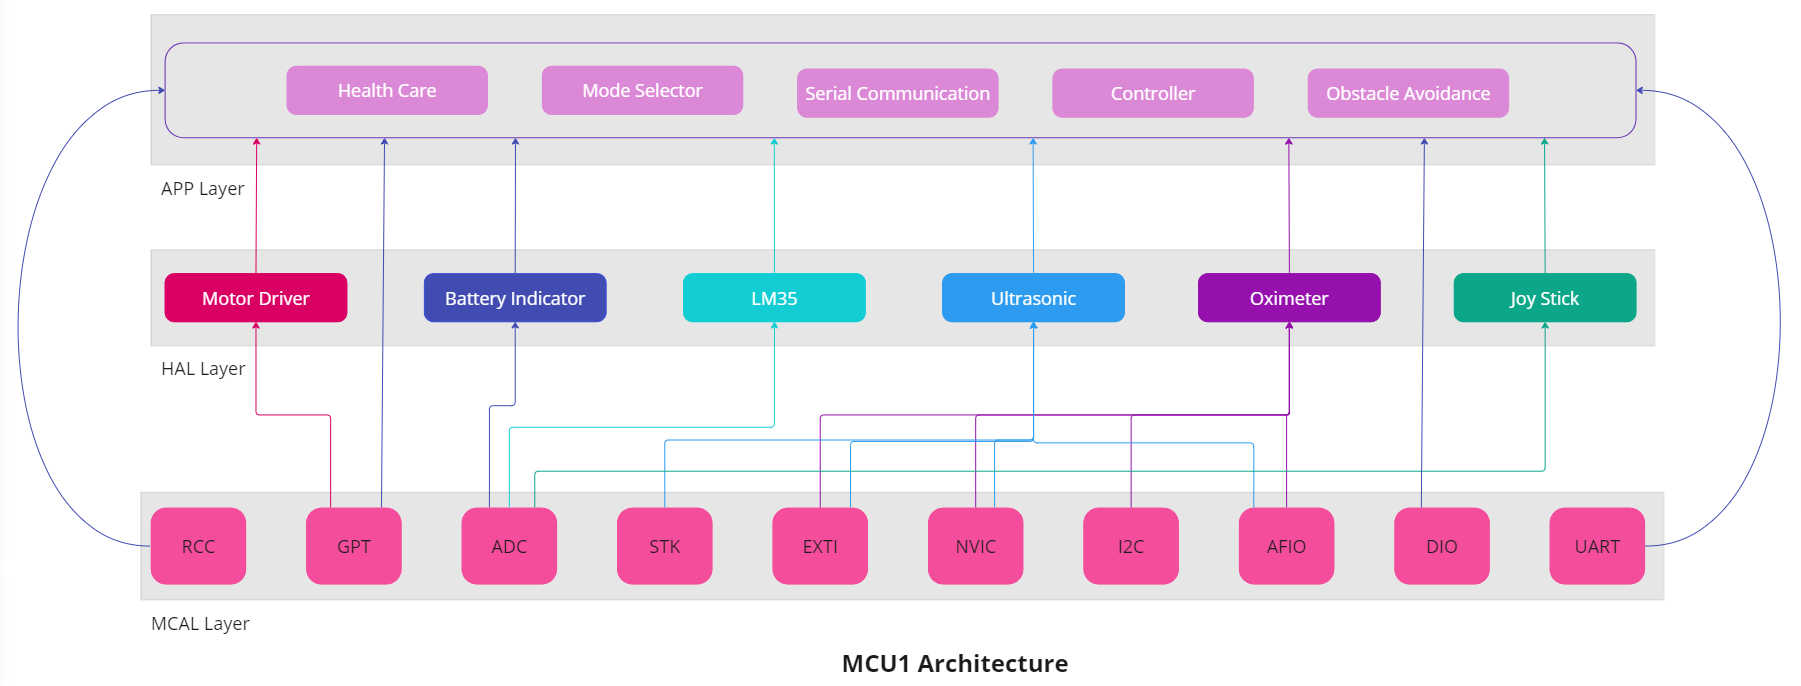 Health Care
Mode Selector
Serial Communication
Controller
Obstacle Avoidance
APP Layer
Motor Driver
Battery Indicator
LM35
Ultrasonic
Oximeter
Joy Stick
HAL Layer
RCC
GPT
ADC
STK
EXTI
NVIC
I2C
AFIO
DIO
UART
MCAL Layer
MCU1 Architecture